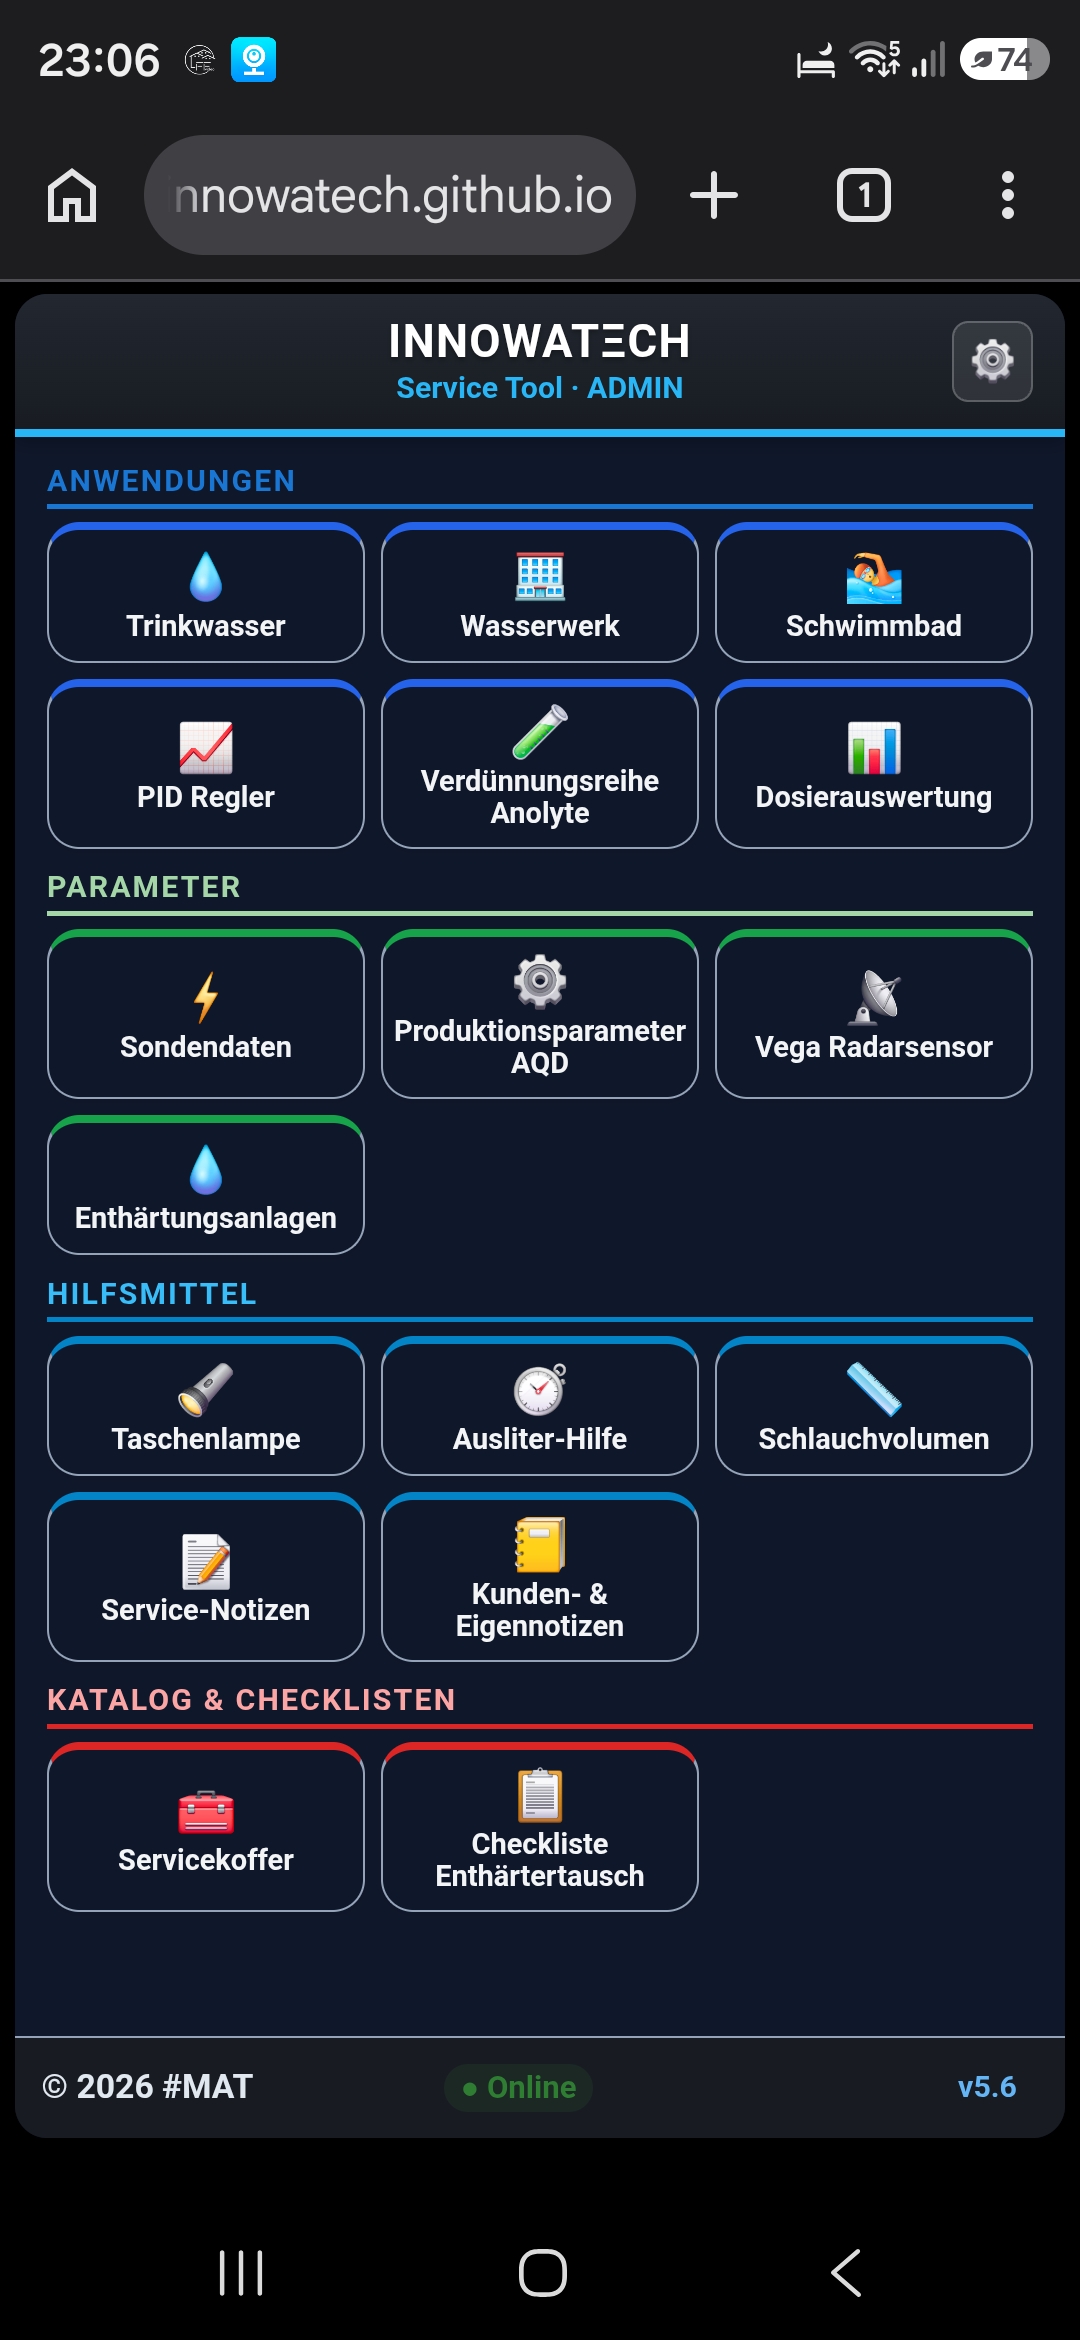 23:06
5
74
nnowatech.github.io
1
INNOWATΞCH
Service Tool · ADMIN
ANWENDUNGEN
Trinkwasser
Wasserwerk
Schwimmbad
PID Regler
Verdünnungsreihe
Anolyte
Dosierauswertung
PARAMETER
Sondendaten
Produktionsparameter
AQD
Vega Radarsensor
Enthärtungsanlagen
HILFSMITTEL
Taschenlampe
Ausliter-Hilfe
Schlauchvolumen
Service-Notizen
Kunden- &
Eigennotizen
KATALOG & CHECKLISTEN
Servicekoffer
Checkliste
Enthärtertausch
© 2026 #MAT
● Online
v5.6